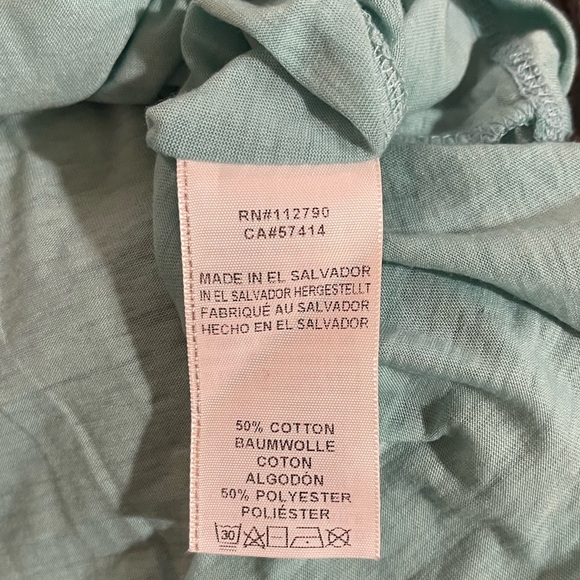 RN#112790
CA#57414
MADE IN EL SALVADOR
IN EL SALVADOR HERGESTELLT
FABRIQUÉ AU SALVADOR
HECHO EN EL SALVADOR
50% COTTON
BAUMWOLLE
COTON
ALGODÓN
50% POLYESTER
POLIÉSTER
30